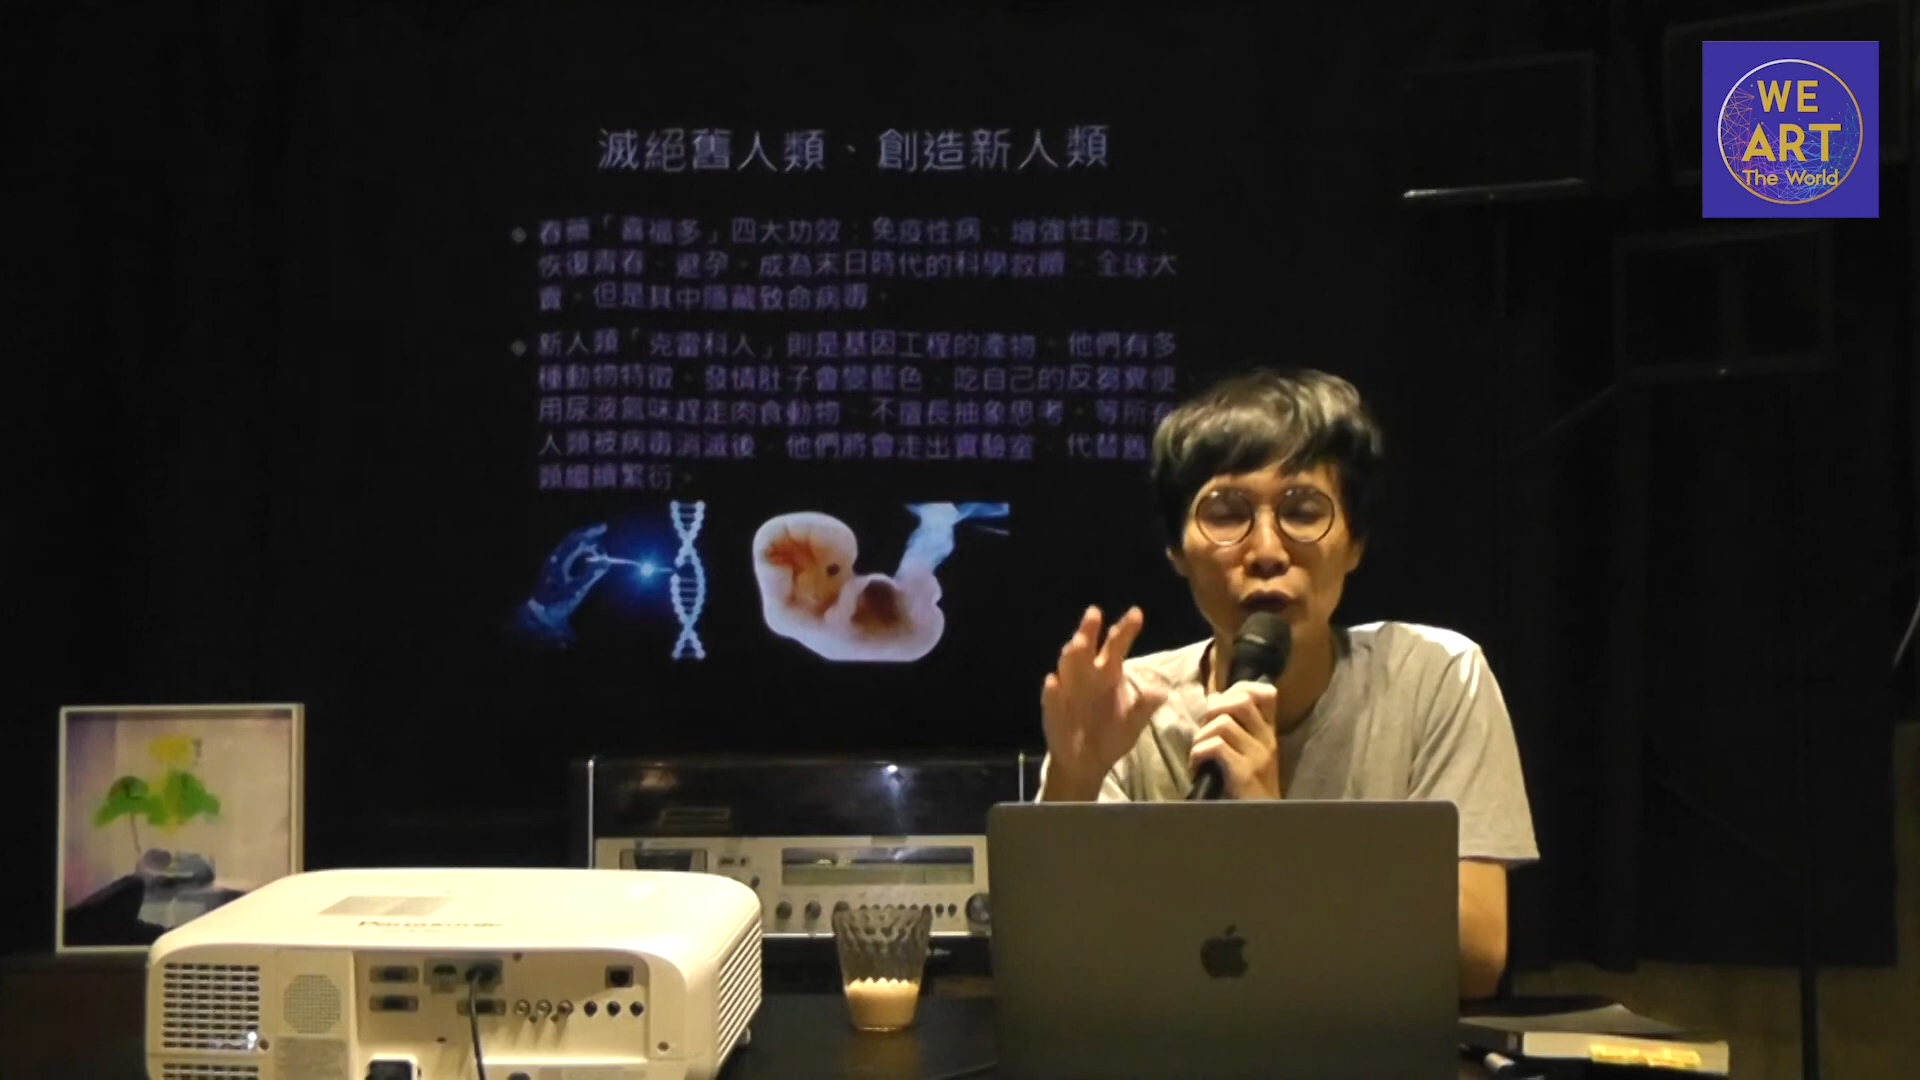 WE
ART
The World
滅絕舊人類、創造新人類
春藥「喜福多」四大功效：免疫性病、增強性能力、
恢復青春、避孕。成為末日時代的科學救贖，全球大
賣。但是其中隱藏致命病毒。
新人類「克雷科人」則是基因工程的產物，他們有多
種動物特徵。發情肚子會變藍色、吃自己的反芻糞便、
用尿液氣味趕走肉食動物、不擅長抽象思考。等所有
人類被病毒消滅後，他們將會走出實驗室，代替舊
類繼續繁衍。
Panasonic